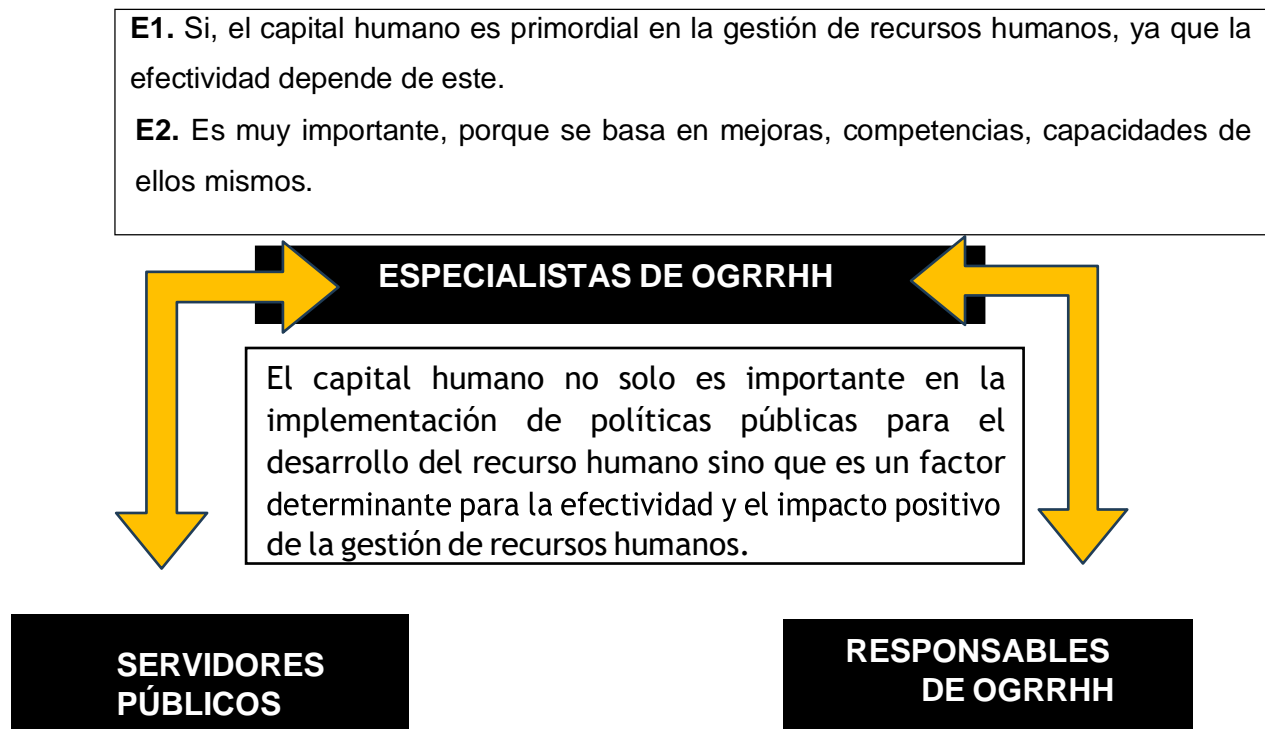 E1. Si, el capital humano es primordial en la gestión de recursos humanos, ya que la
efectividad depende de este.
E2. Es muy importante, porque se basa en mejoras, competencias, capacidades de
ellos mismos.
ESPECIALISTAS DE OGRRHH
El capital humano no solo es importante en la
implementación de políticas públicas para el
desarrollo del recurso humano sino que es un factor
determinante para la efectividad y el impacto positivo
de la gestión de recursos humanos.
SERVIDORES
PÚBLICOS
RESPONSABLES
DE OGRRHH